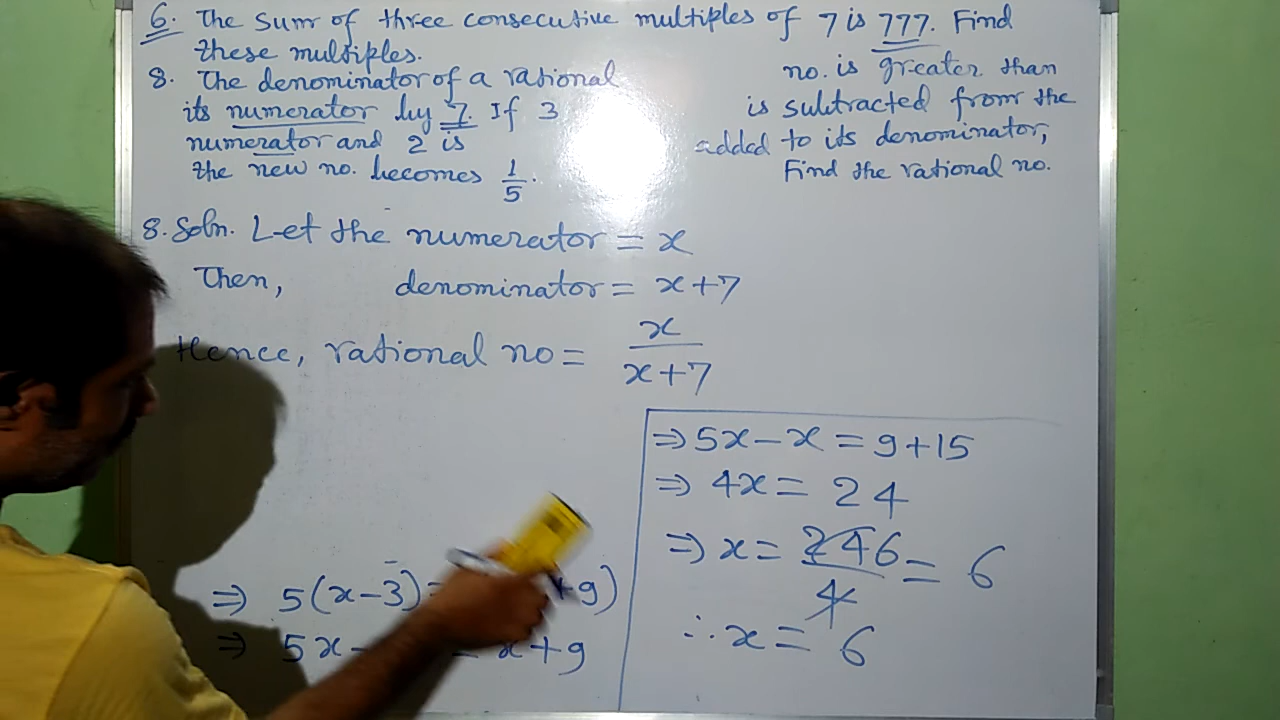 6. The sum of three consecutive multiples of 7 is 777. Find
these multiples.
8. The denominator of a rational no. is greater than
its numerator by 7. If 3 is subtracted from the
numerator and 2 is added to its denominator,
the new no. becomes 1/5. Find the rational no.
8. Soln. Let the numerator = x
Then, denominator = x+7
Hence, rational no = x/(x+7)
⇒ 5(x-3) +9)
⇒ 5x- = x+9
⇒ 5x-x = 9+15
⇒ 4x = 24
⇒ x = 24 6/4 = 6
∴ x = 6